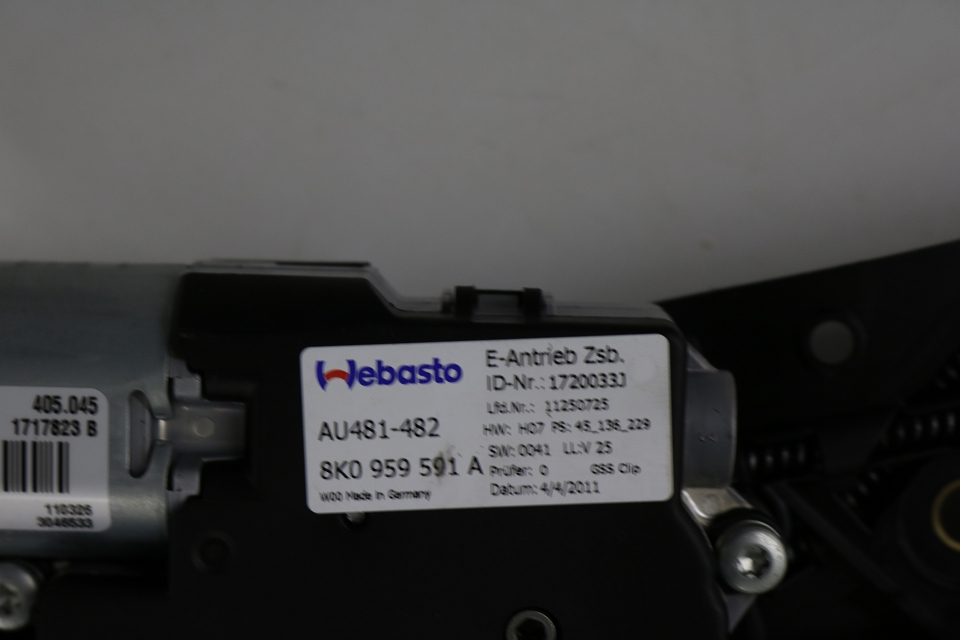 405.045
1717823 B
110326
3046533
Webasto
AU481-482
8K0 959 591 A
W00 Made in Germany
E-Antrieb Zsb.
ID-Nr.:1720033J
Lfd.Nr.: 11250725
HW: H07 PS: 45_136_229
SW: 0041 LL:V 25
Prüfer: 0 GSS Clip
Datum: 4/4/2011